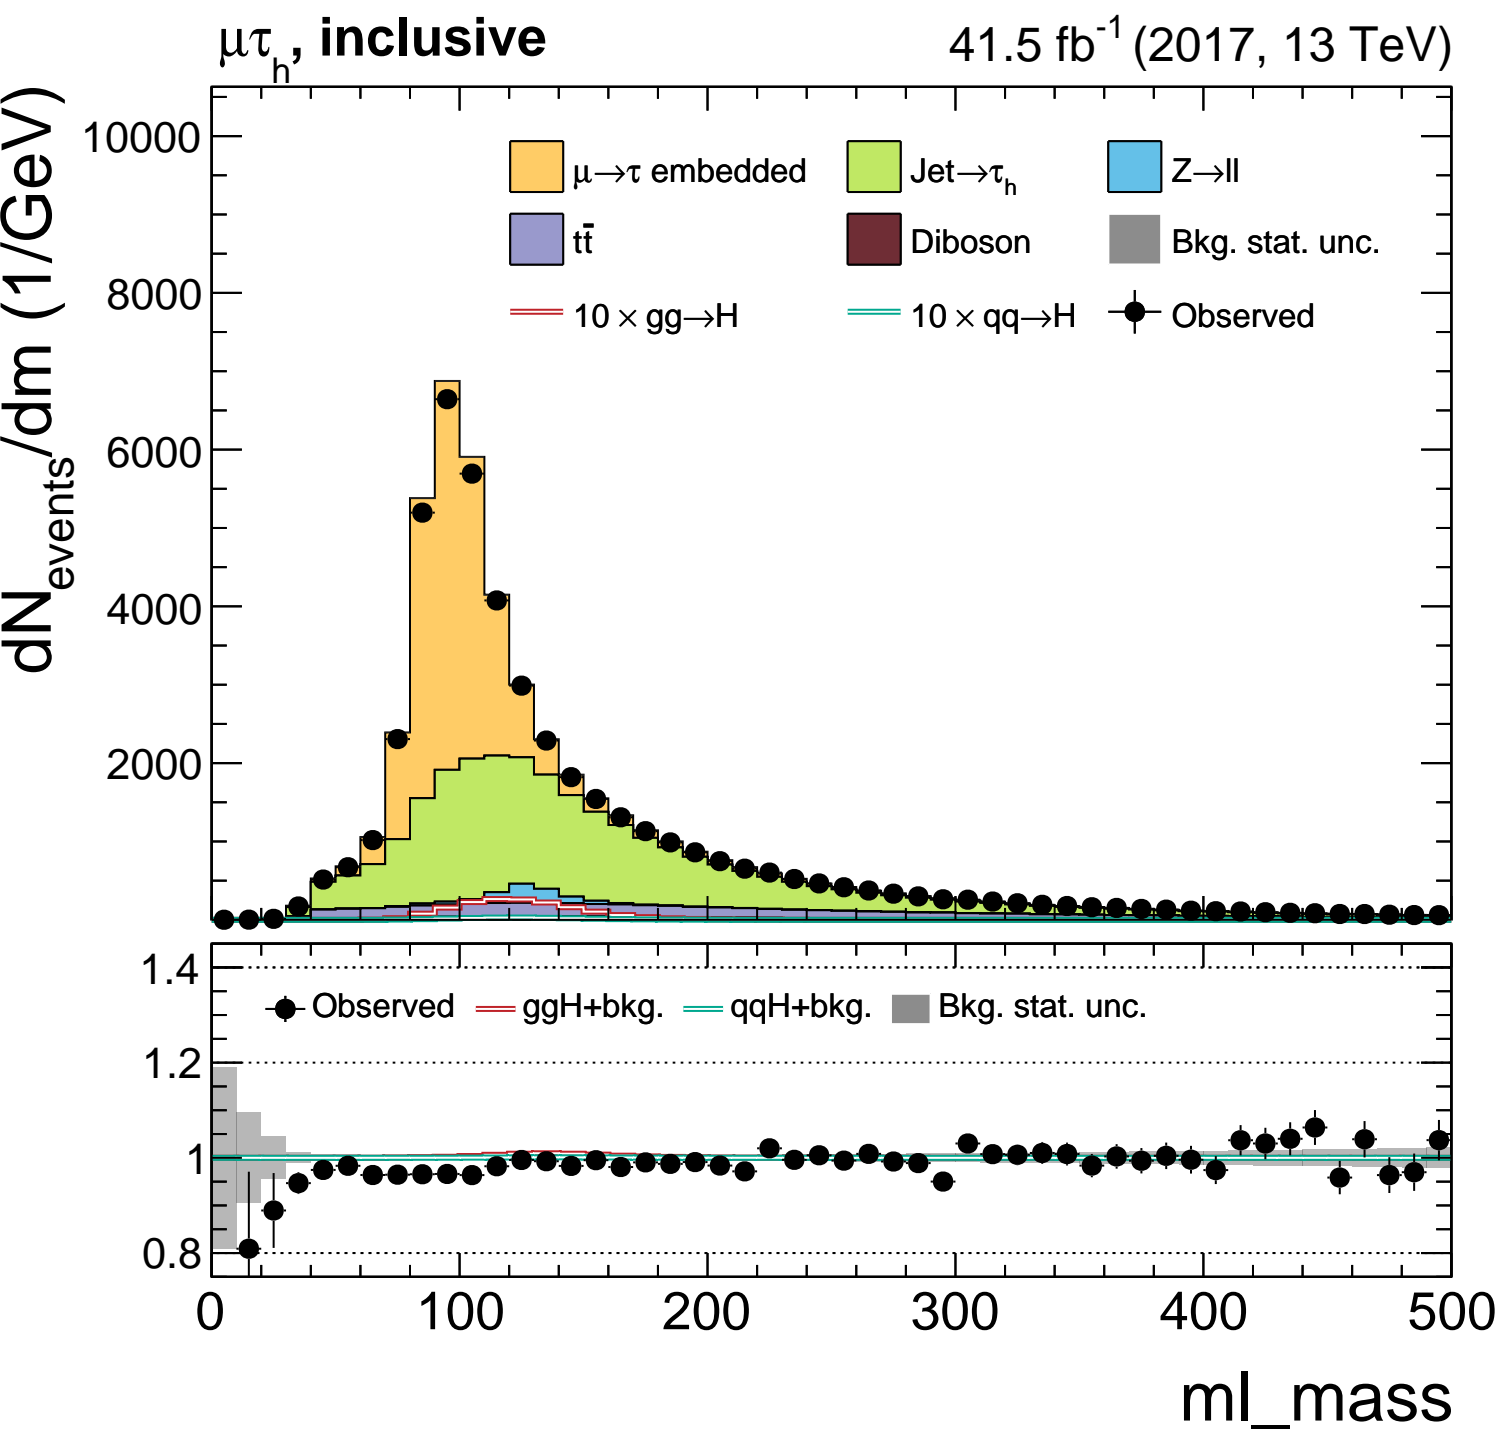 μτh, inclusive
41.5 fb-1 (2017, 13 TeV)
dNevents/dm (1/GeV)
10000
8000
6000
4000
2000
μ→τ embedded
Jet→τh
Z→ll
tt̄
Diboson
Bkg. stat. unc.
10 × gg→H
10 × qq→H
Observed
1.4
1.2
1
0.8
Observed
ggH+bkg.
qqH+bkg.
Bkg. stat. unc.
0 100 200 300 400 500
ml_mass